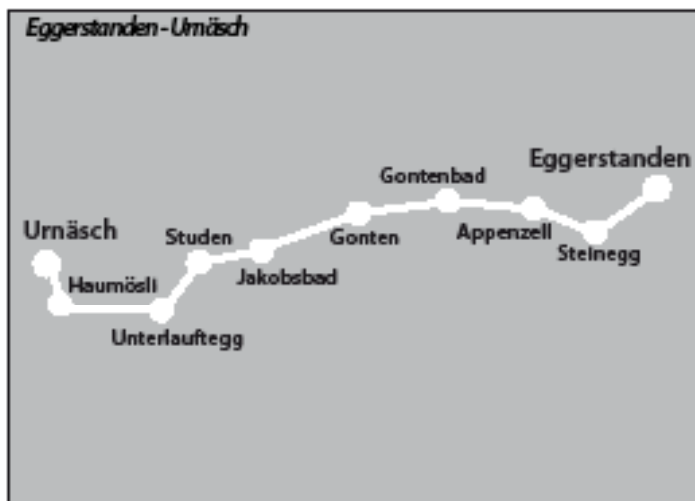 Eggerstanden - Urnäsch
Eggerstanden
Gontenbad
Urnäsch
Studen
Gonten
Appenzell
Steinegg
Jakobsbad
Haumösli
Unterlauftegg